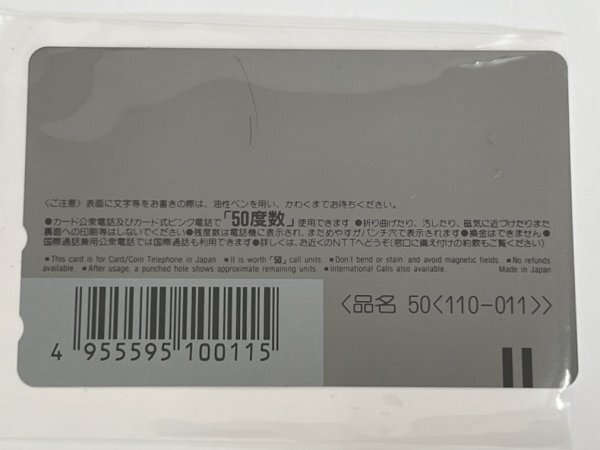 〈ご注意〉表面に文字等をお書きの際は、油性ペンを用い、かわくまでお待ちください。
●カード公衆電話及びカード式ピンク電話で「50度数」使用できます ●折り曲げたり、汚したり、磁気に近づけたりまた
裏面への印刷等はしないでください●残度数は電話機に表示され、まためやすがパンチ穴で表示されます●換金はできません●
国際通話兼用公衆電話では国際通話も利用できます●詳しくは、お近くのNTTへどうぞ(窓口に備え付けの約款もご覧ください)
■This card is for Card/Coin Telephone in Japan ■It is worth「50」call units. ■Don't bend or stain and avoid magnetic fields. ■No refunds
available ■After usage, a punched hole shows approximate remaining units. ■International Calls also available. Made in Japan
〈品名 50〈110-011〉〉
4 955595 100115